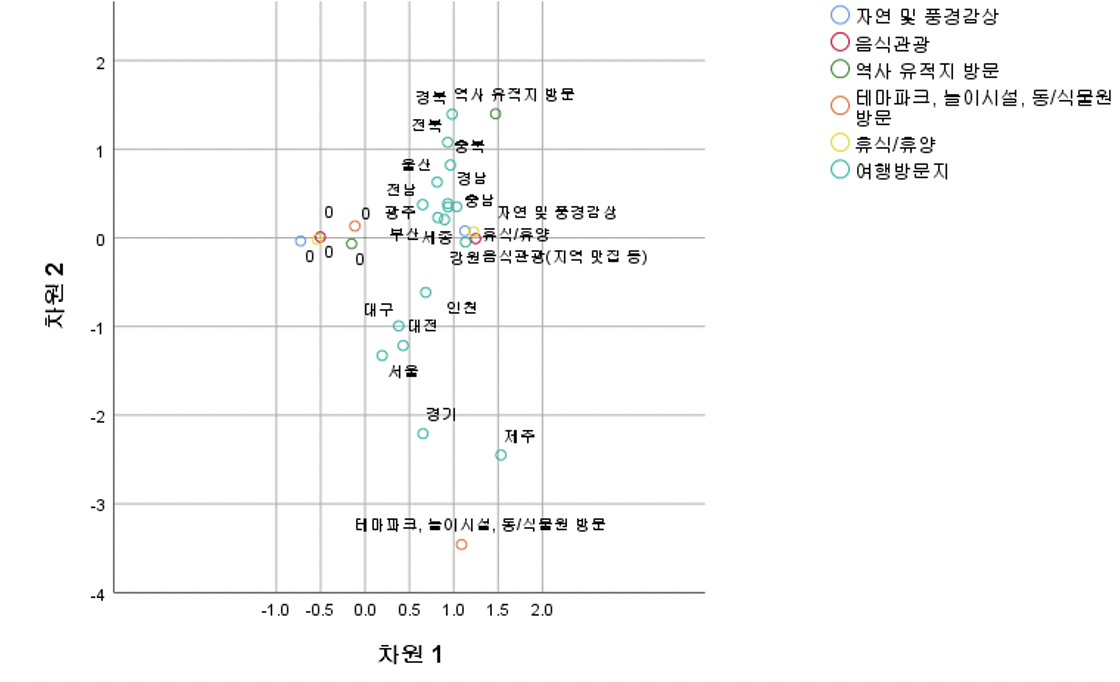 자연 및 풍경감상
음식관광
역사 유적지 방문
테마파크, 놀이시설, 동/식물원
방문
휴식/휴양
여행방문지
2
1
0
-1
-2
-3
-4
차원 2
경북 역사 유적지 방문
전북
충북
울산
경남
전남
충남
0
0
광주
자연 및 풍경감상
부산
세종
휴식/휴양
0
0
0
강원
음식관광(지역 맛집 등)
대구
인천
대전
서울
경기
제주
테마파크, 놀이시설, 동/식물원 방문
-1.0 -0.5 0.0 0.5 1.0 1.5 2.0
차원 1